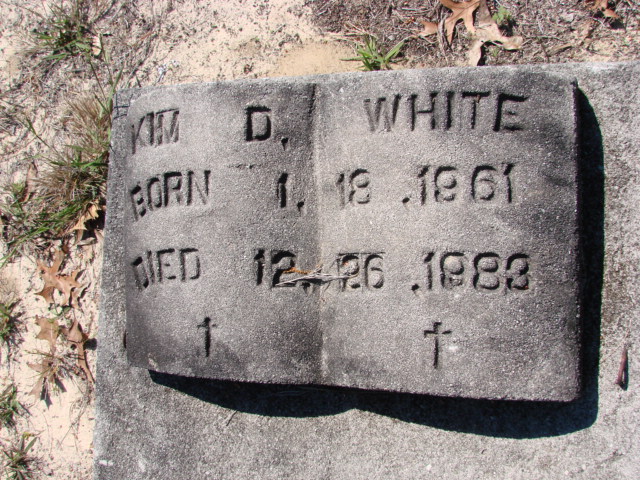 KIM D. WHITE
BORN 1. 18 .1961
DIED 12. 26 .1983